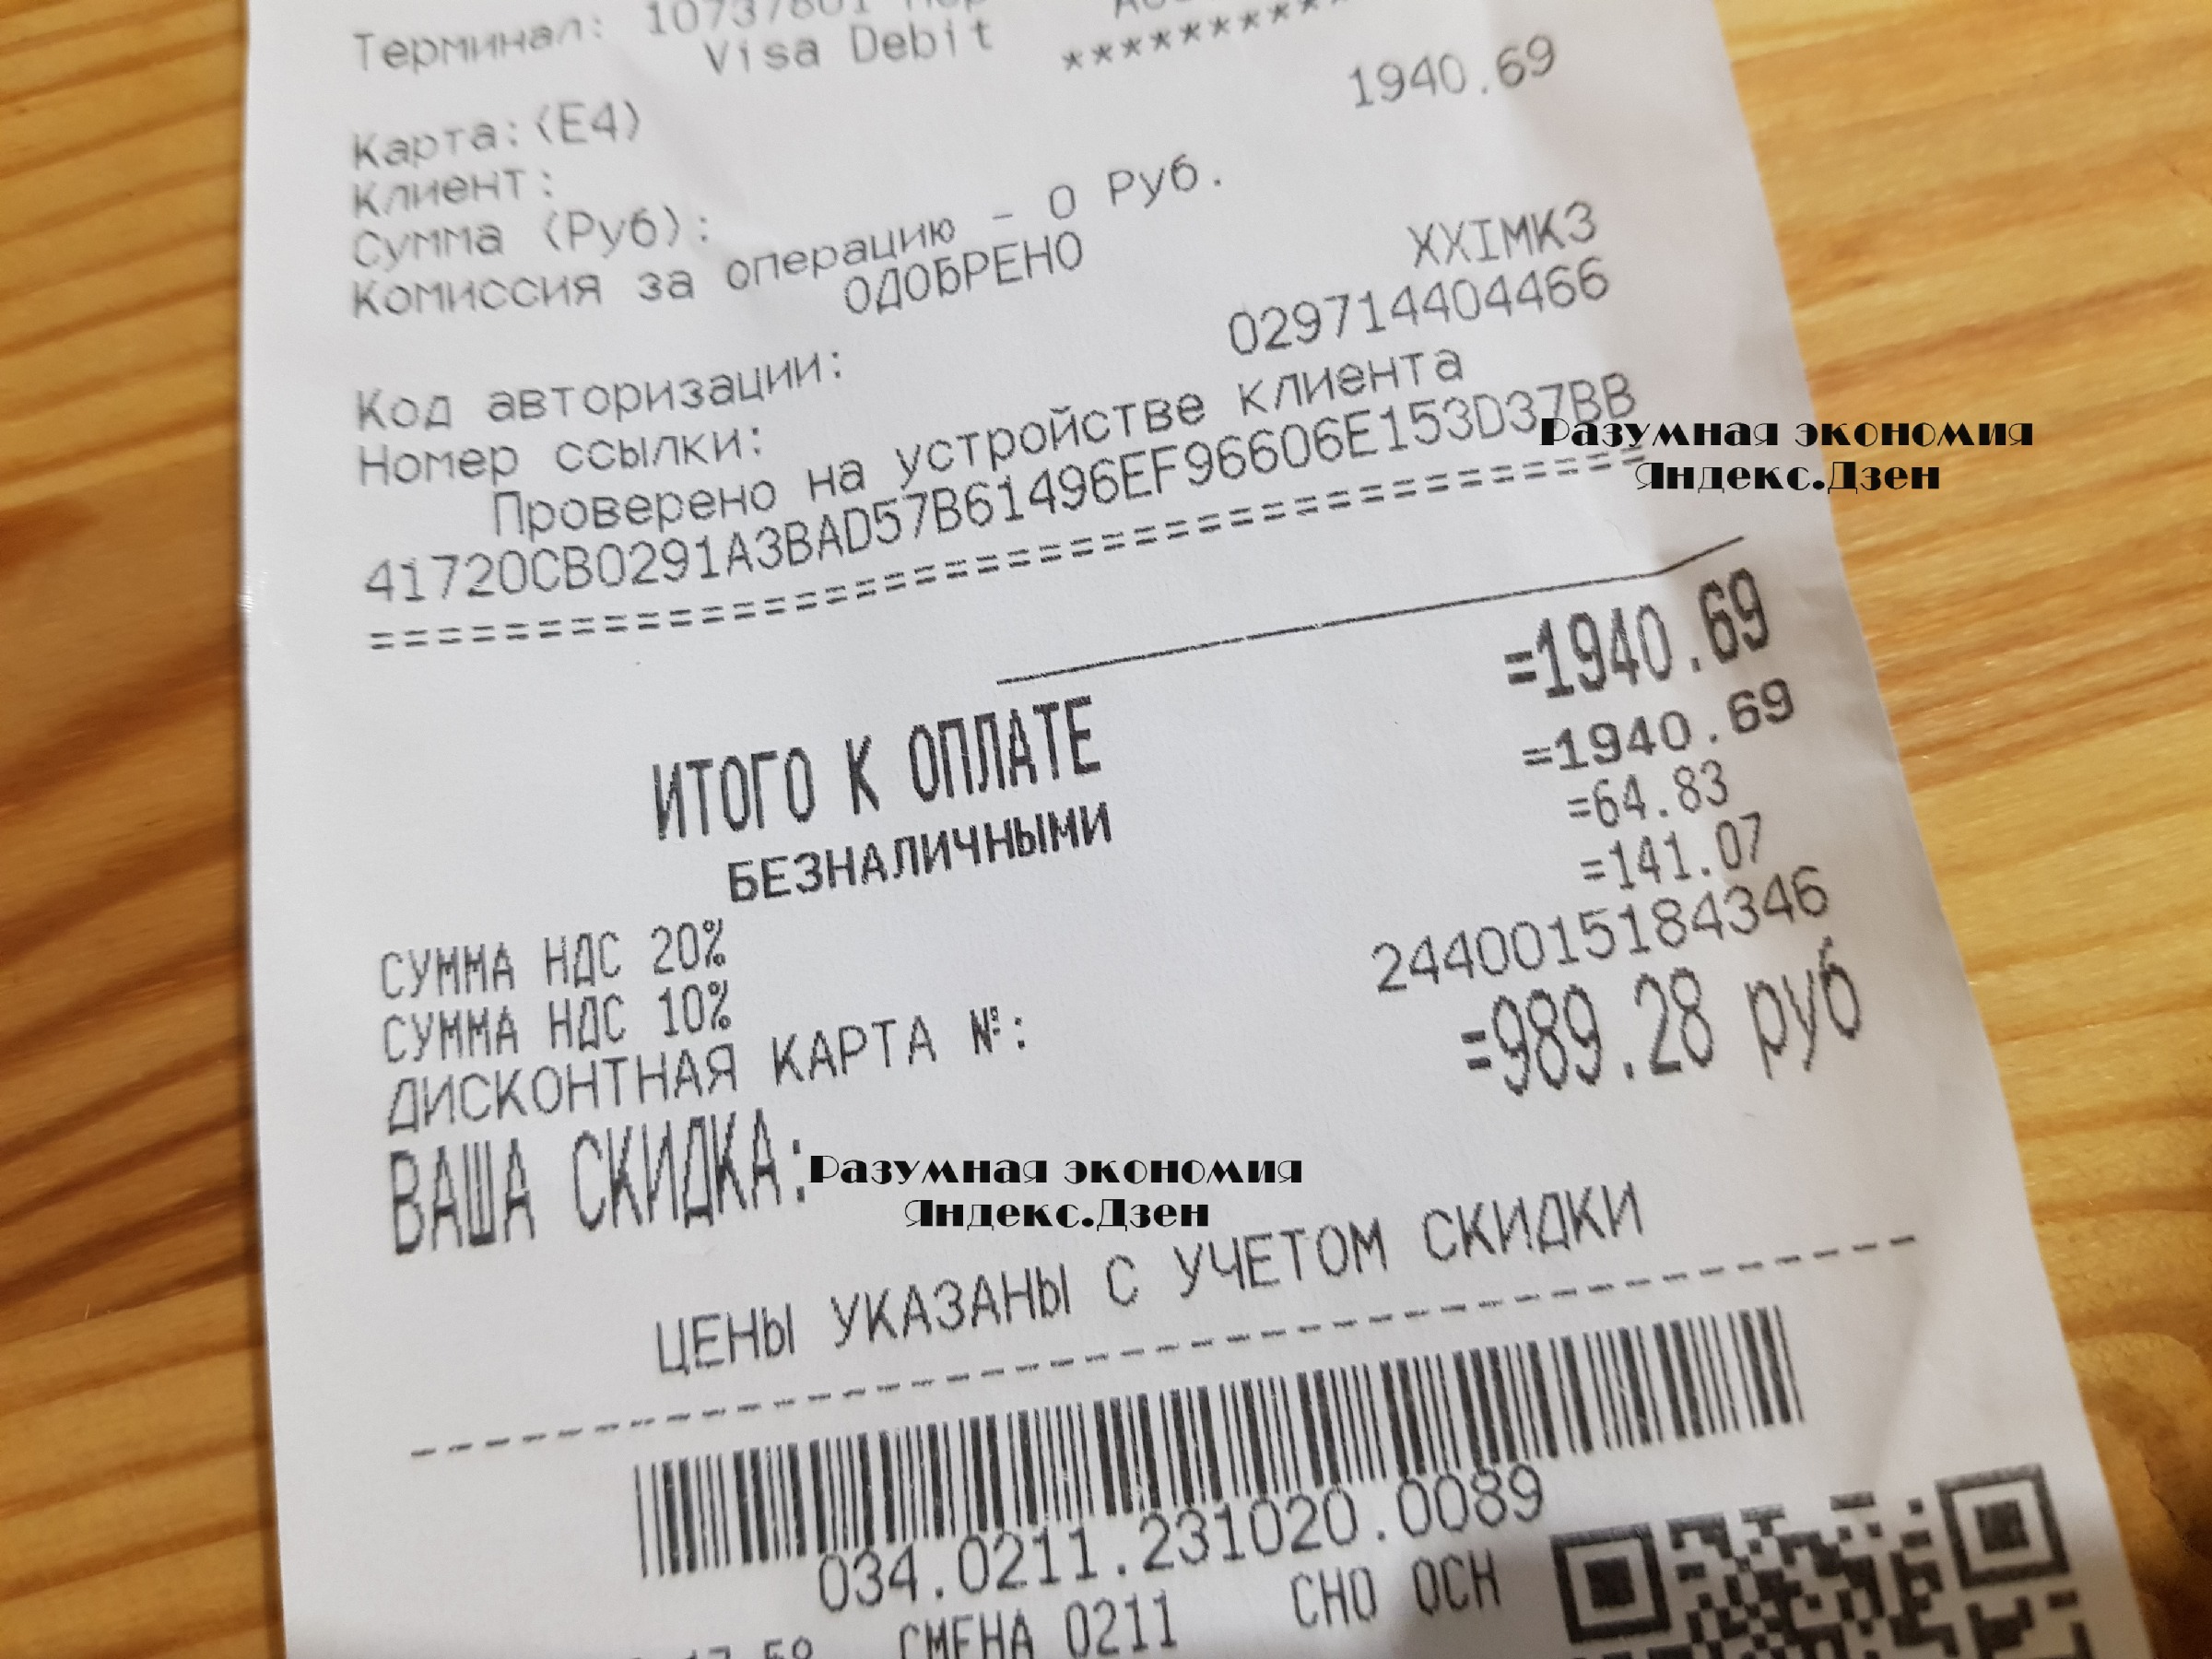 Терминал: 10737801
Visa Debit **********
Карта:(E4)
Клиент:
Сумма (Руб): 1940.69
Комиссия за операцию - 0 Руб.
ОДОБРЕНО
Код авторизации: XXIMK3
Номер ссылки: 029714404466
Проверено на устройстве клиента
41720CB0291A3BAD57B61496EF96606E153D37BB
Разумная экономия
Яндекс.Дзен
========================================
ИТОГО К ОПЛАТЕ =1940.69
БЕЗНАЛИЧНЫМИ =1940.69
СУММА НДС 20% =64.83
СУММА НДС 10% =141.07
ДИСКОНТНАЯ КАРТА №: 2440015184346
ВАША СКИДКА: =989.28 руб
Разумная экономия
Яндекс.Дзен
ЦЕНЫ УКАЗАНЫ С УЧЕТОМ СКИДКИ
034.0211.231020.0089
СМЕНА 0211 СНО ОСН